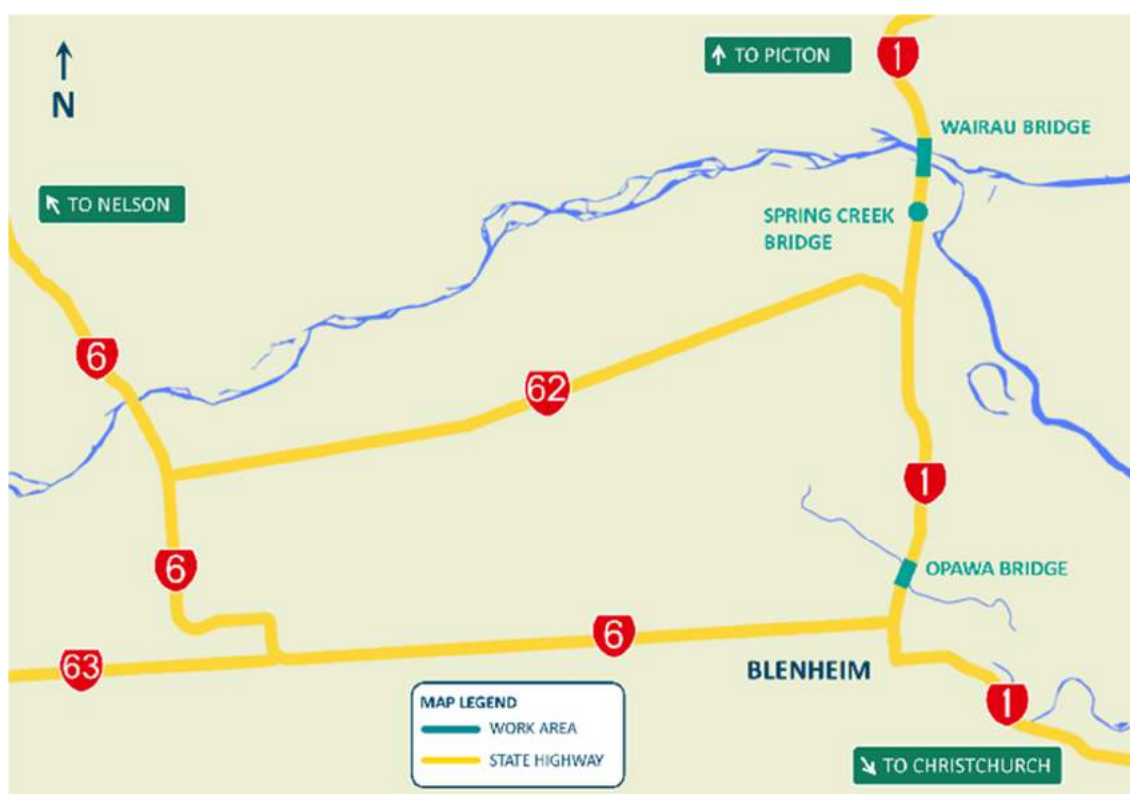 N
↑ TO PICTON
1
WAIRAU BRIDGE
↖ TO NELSON
SPRING CREEK
BRIDGE
6
62
1
6
OPAWA BRIDGE
6
63
BLENHEIM
1
MAP LEGEND
WORK AREA
STATE HIGHWAY
↘ TO CHRISTCHURCH